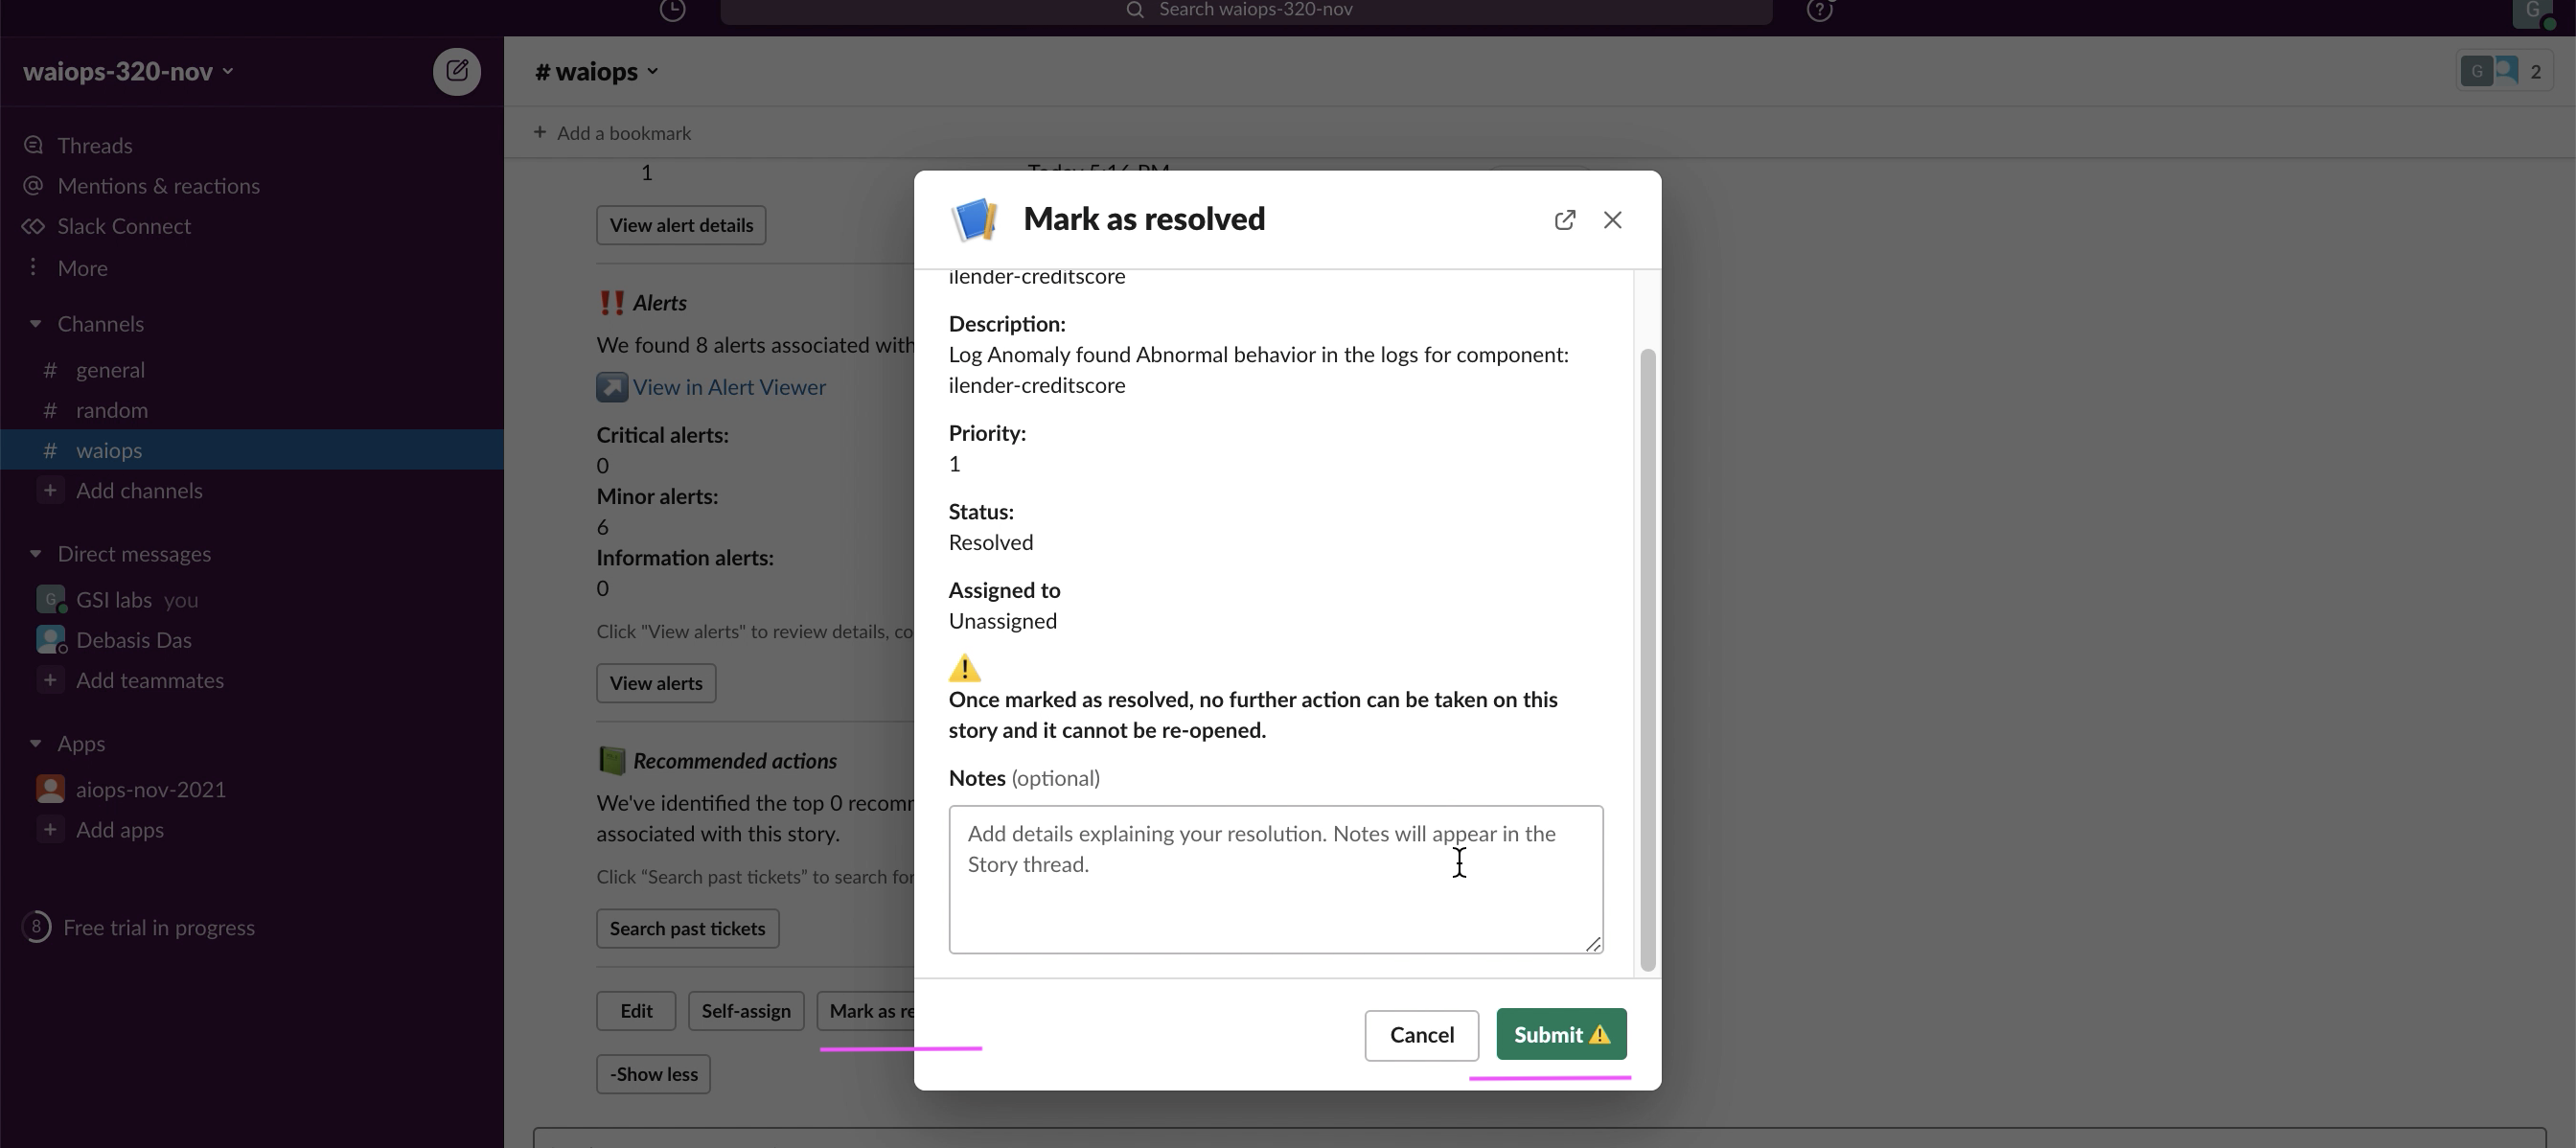 Search waiops-320-nov
G
waiops-320-nov
# waiops
G 2
+ Add a bookmark
Threads
Mentions & reactions
Slack Connect
More
Channels
# general
# random
# waiops
+ Add channels
Direct messages
G GSI labs you
Debasis Das
+ Add teammates
Apps
aiops-nov-2021
+ Add apps
8 Free trial in progress
1
Today 5:16 PM
View alert details
Alerts
We found 8 alerts associated with
View in Alert Viewer
Critical alerts:
0
Minor alerts:
6
Information alerts:
0
Click "View alerts" to review details, co
View alerts
Recommended actions
We've identified the top 0 recomm
associated with this story.
Click “Search past tickets” to search for
Search past tickets
Edit Self-assign Mark as re
-Show less
Mark as resolved
ilender-creditscore
Description:
Log Anomaly found Abnormal behavior in the logs for component:
ilender-creditscore
Priority:
1
Status:
Resolved
Assigned to
Unassigned
Once marked as resolved, no further action can be taken on this
story and it cannot be re-opened.
Notes (optional)
Add details explaining your resolution. Notes will appear in the
Story thread.
Cancel Submit